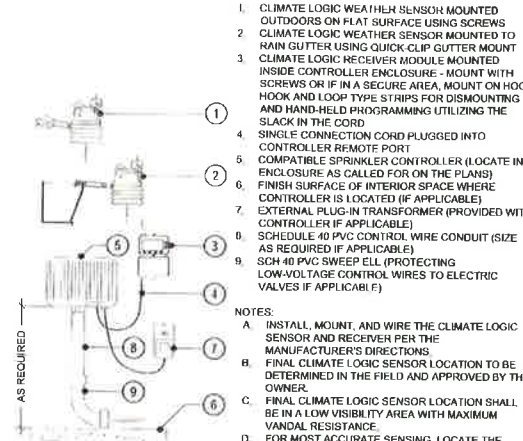 1. CLIMATE LOGIC WEATHER SENSOR MOUNTED
OUTDOORS ON FLAT SURFACE USING SCREWS
2. CLIMATE LOGIC WEATHER SENSOR MOUNTED TO
RAIN GUTTER USING QUICK-CLIP GUTTER MOUNT
3. CLIMATE LOGIC RECEIVER MODULE MOUNTED
INSIDE CONTROLLER ENCLOSURE - MOUNT WITH
SCREWS OR IF IN A SECURE AREA, MOUNT ON HOO
HOOK AND LOOP TYPE STRIPS FOR DISMOUNTING
AND HAND-HELD PROGRAMMING UTILIZING THE
SLACK IN THE CORD
4. SINGLE CONNECTION CORD PLUGGED INTO
CONTROLLER REMOTE PORT
5. COMPATIBLE SPRINKLER CONTROLLER (LOCATE IN
ENCLOSURE AS CALLED FOR ON THE PLANS)
6. FINISH SURFACE OF INTERIOR SPACE WHERE
CONTROLLER IS LOCATED (IF APPLICABLE)
7. EXTERNAL PLUG-IN TRANSFORMER (PROVIDED WIT
CONTROLLER IF APPLICABLE)
8. SCHEDULE 40 PVC CONTROL WIRE CONDUIT (SIZE
AS REQUIRED IF APPLICABLE)
9. SCH 40 PVC SWEEP ELL (PROTECTING
LOW-VOLTAGE CONTROL WIRES TO ELECTRIC
VALVES IF APPLICABLE)
NOTES:
A. INSTALL, MOUNT, AND WIRE THE CLIMATE LOGIC
SENSOR AND RECEIVER PER THE
MANUFACTURER'S DIRECTIONS.
B. FINAL CLIMATE LOGIC SENSOR LOCATION TO BE
DETERMINED IN THE FIELD AND APPROVED BY TH
OWNER.
C. FINAL CLIMATE LOGIC SENSOR LOCATION SHALL
BE IN A LOW VISIBILITY AREA WITH MAXIMUM
VANDAL RESISTANCE.
D. FOR MOST ACCURATE SENSING, LOCATE THE
1
2
5
3
4
8
7
9
6
AS REQUIRED